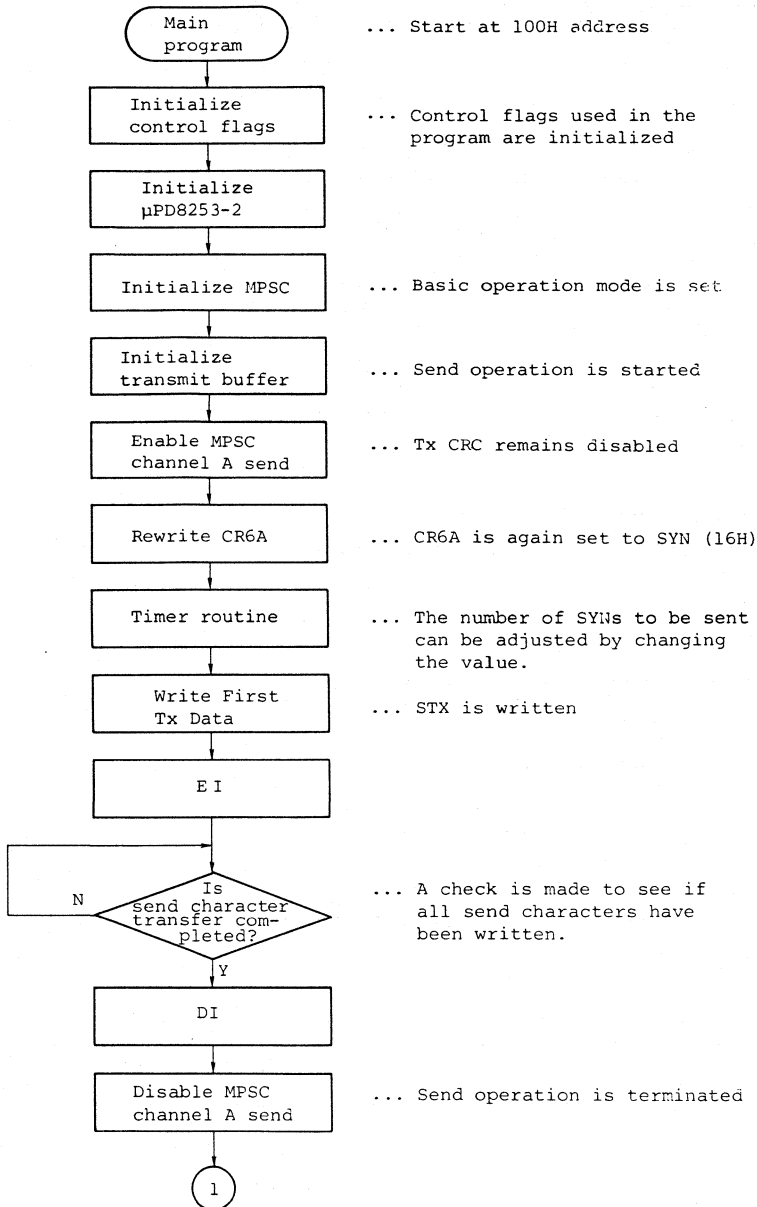 Main
program
... Start at 100H address
Initialize
control flags
... Control flags used in the
program are initialized
Initialize
µPD8253-2
Initialize MPSC
... Basic operation mode is set
Initialize
transmit buffer
... Send operation is started
Enable MPSC
channel A send
... Tx CRC remains disabled
Rewrite CR6A
... CR6A is again set to SYN (16H)
Timer routine
... The number of SYNs to be sent
can be adjusted by changing
the value.
Write First
Tx Data
... STX is written
EI
N
Is
send character
transfer com-
pleted?
... A check is made to see if
all send characters have
been written.
Y
DI
Disable MPSC
channel A send
... Send operation is terminated
1